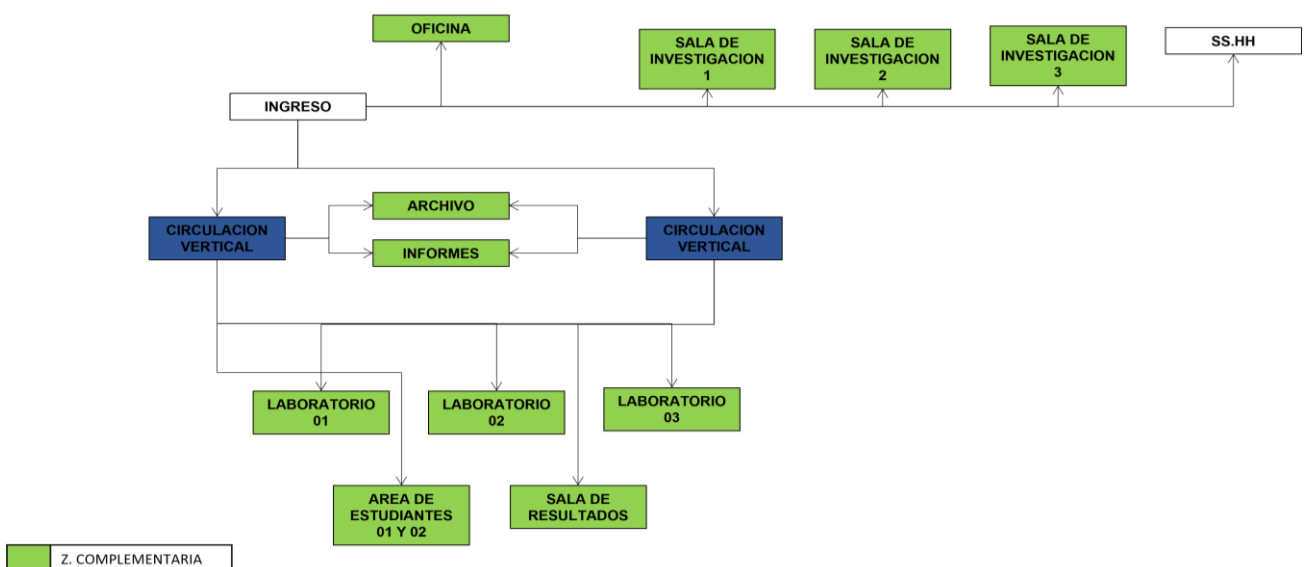 OFICINA
SALA DE
INVESTIGACION
1
SALA DE
INVESTIGACION
2
SALA DE
INVESTIGACION
3
SS.HH
INGRESO
CIRCULACION
VERTICAL
ARCHIVO
INFORMES
CIRCULACION
VERTICAL
LABORATORIO
01
LABORATORIO
02
LABORATORIO
03
AREA DE
ESTUDIANTES
01 Y 02
SALA DE
RESULTADOS
Z. COMPLEMENTARIA